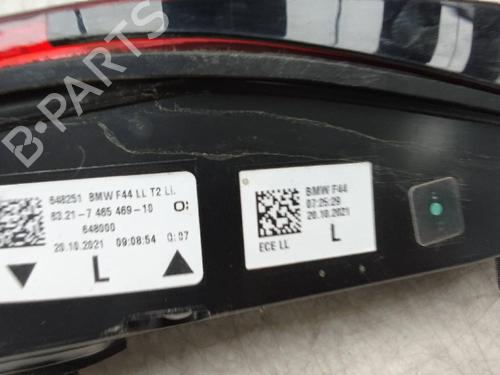 B-PARTS
648251 BMW F44 LL T2 LI.
63.21-7 465 469-10
648000
20.10.2021 09:08:54 Q:07
L
BMW F44
07:25:29
20.10.2021
ECE LL L